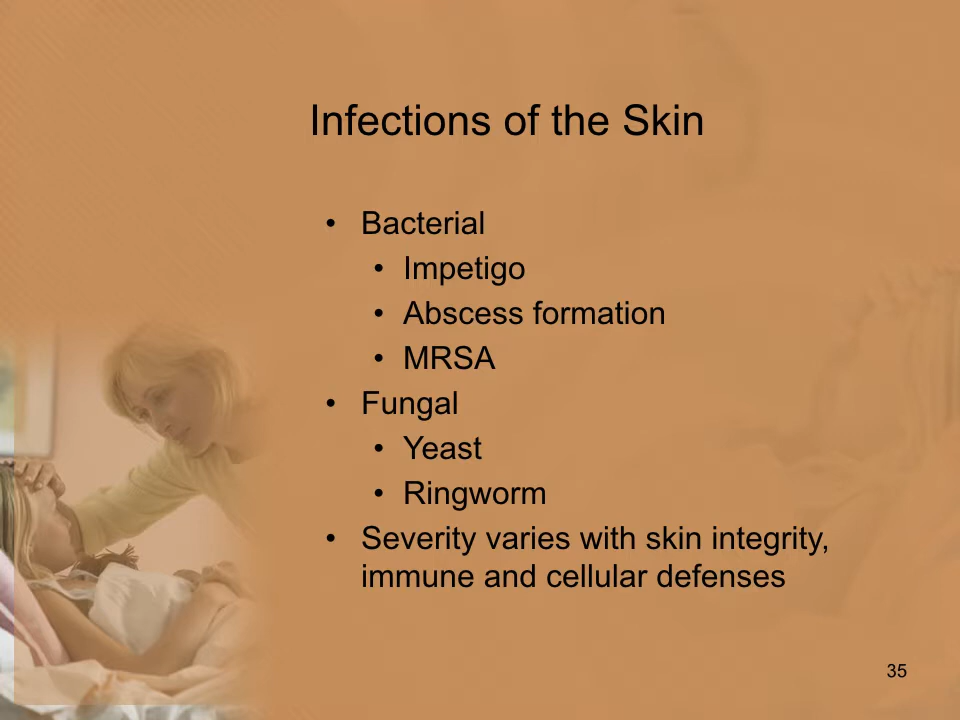 Infections of the Skin
• Bacterial
• Impetigo
• Abscess formation
• MRSA
• Fungal
• Yeast
• Ringworm
• Severity varies with skin integrity,
immune and cellular defenses
35